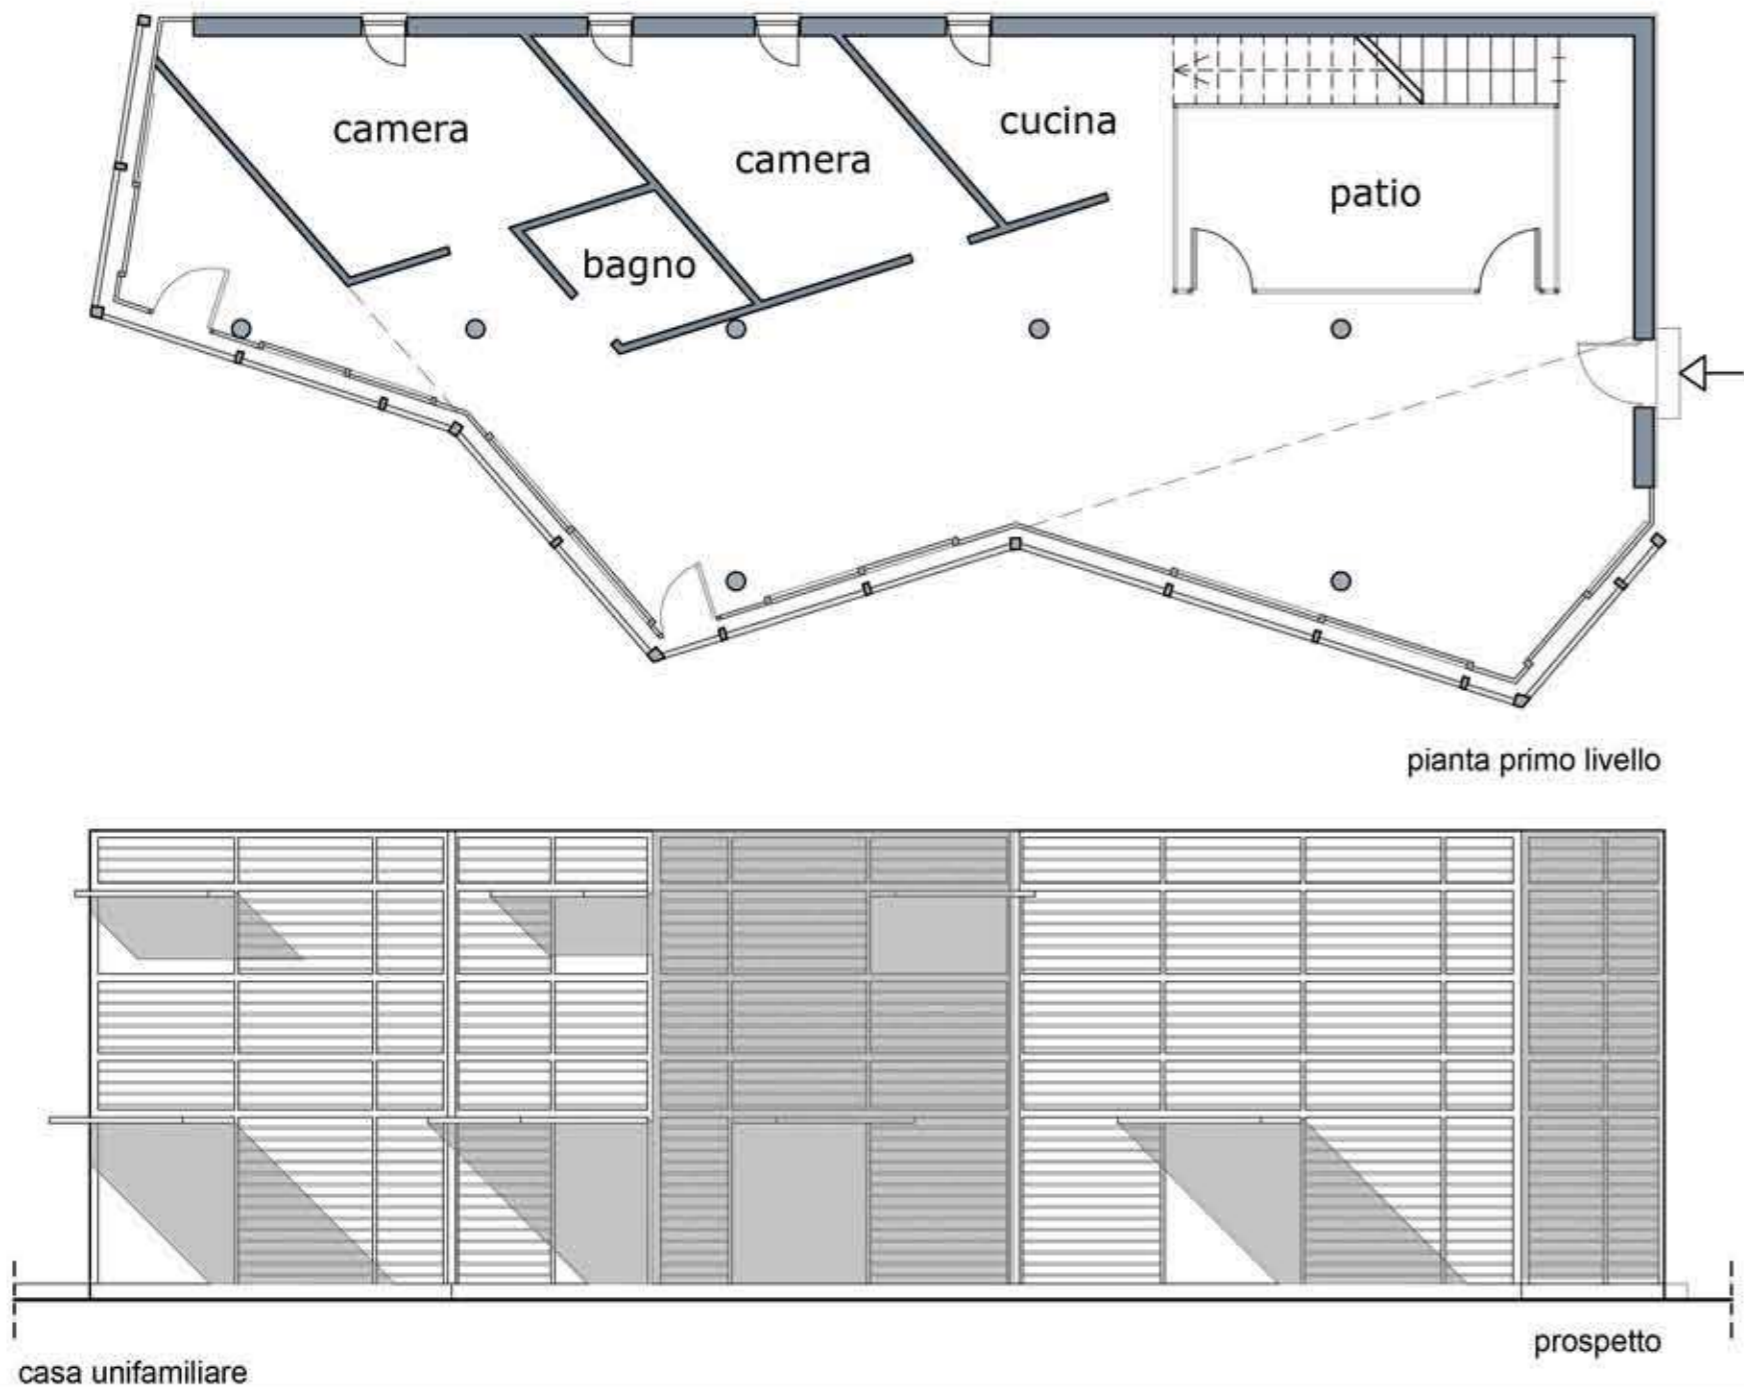 camera
camera
cucina
patio
bagno
pianta primo livello
prospetto
casa unifamiliare